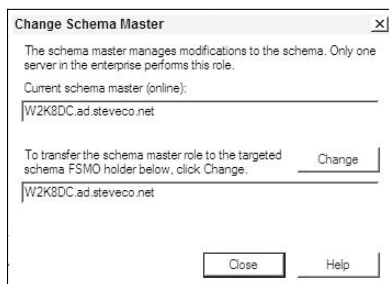 Change Schema Master
The schema master manages modifications to the schema. Only one
server in the enterprise performs this role.
Current schema master (online):
W2K8DC.ad.steveco.net
To transfer the schema master role to the targeted
schema FSMO holder below, click Change.
Change
W2K8DC.ad.steveco.net
Close
Help